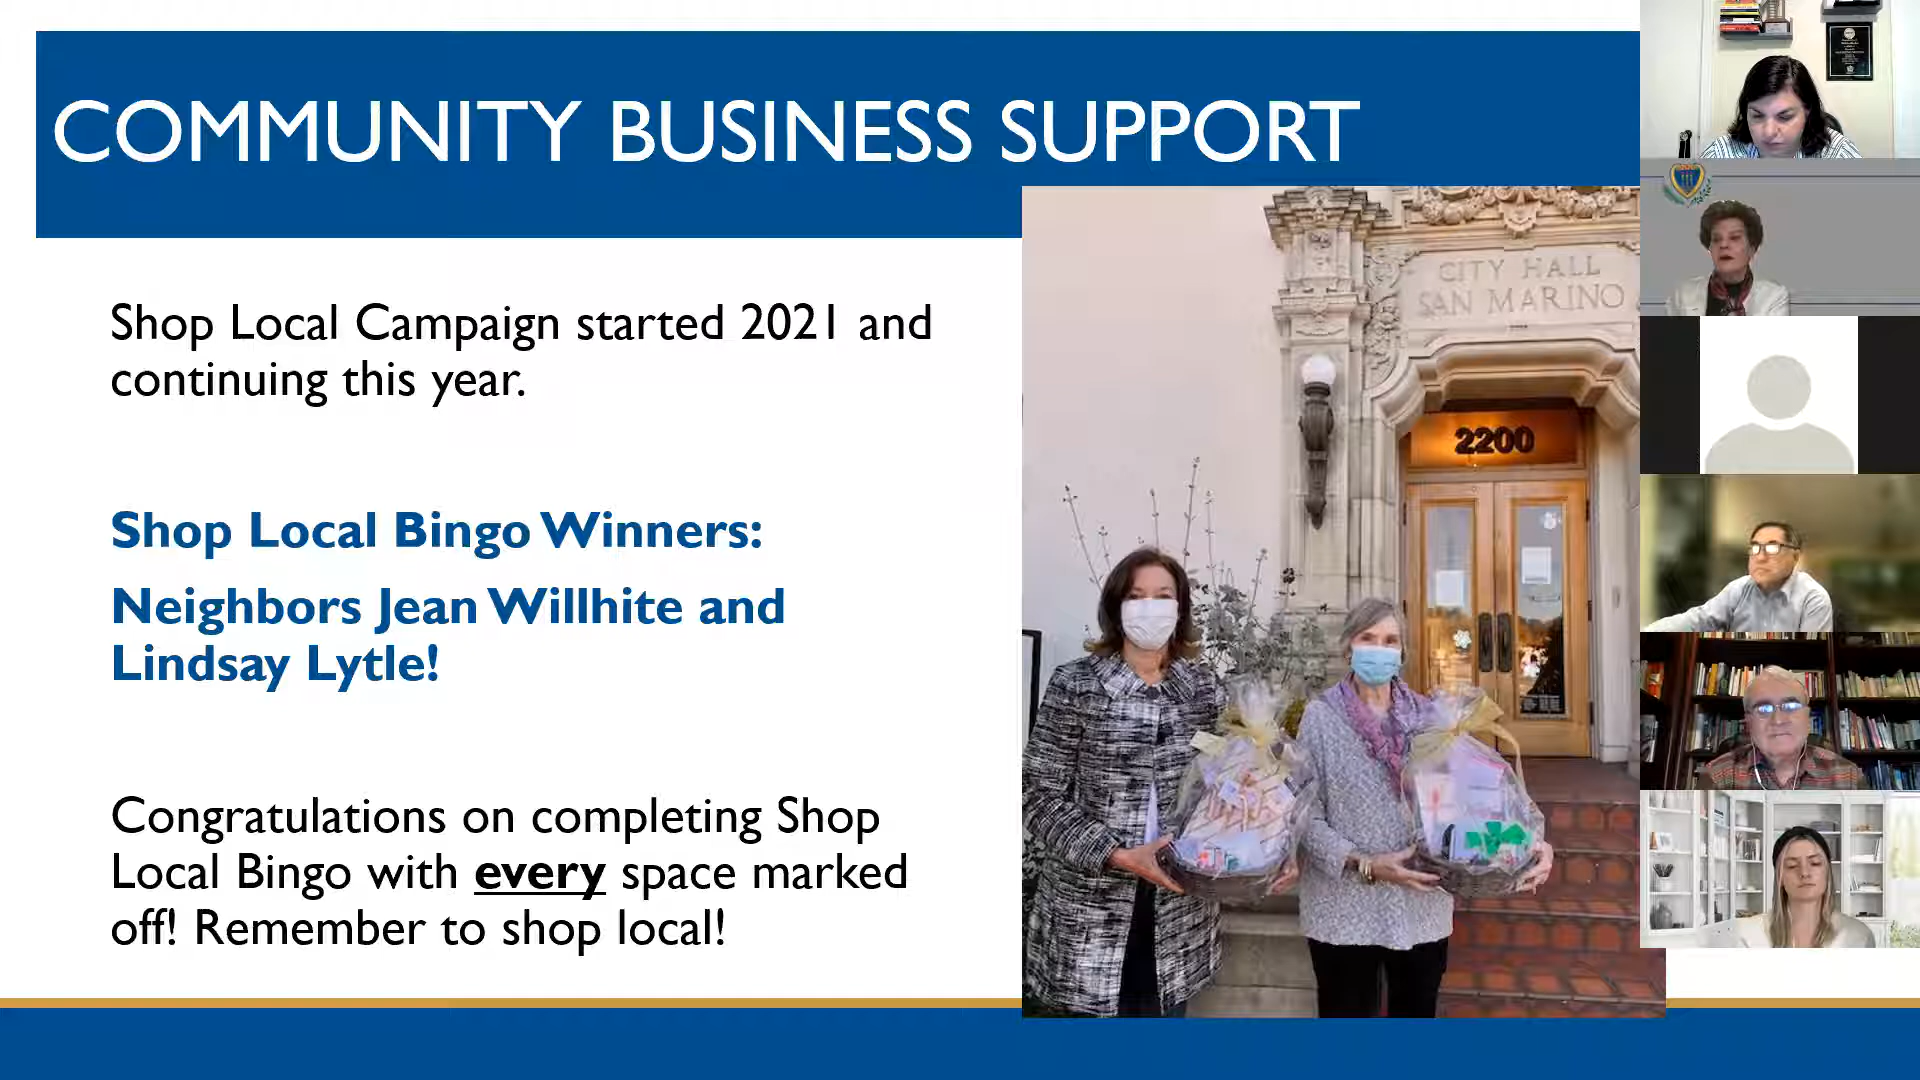 COMMUNITY BUSINESS SUPPORT
Shop Local Campaign started 2021 and
continuing this year.
Shop Local Bingo Winners:
Neighbors Jean Willhite and
Lindsay Lytle!
Congratulations on completing Shop
Local Bingo with every space marked
off! Remember to shop local!
CITY HALL
SAN MARINO
2200